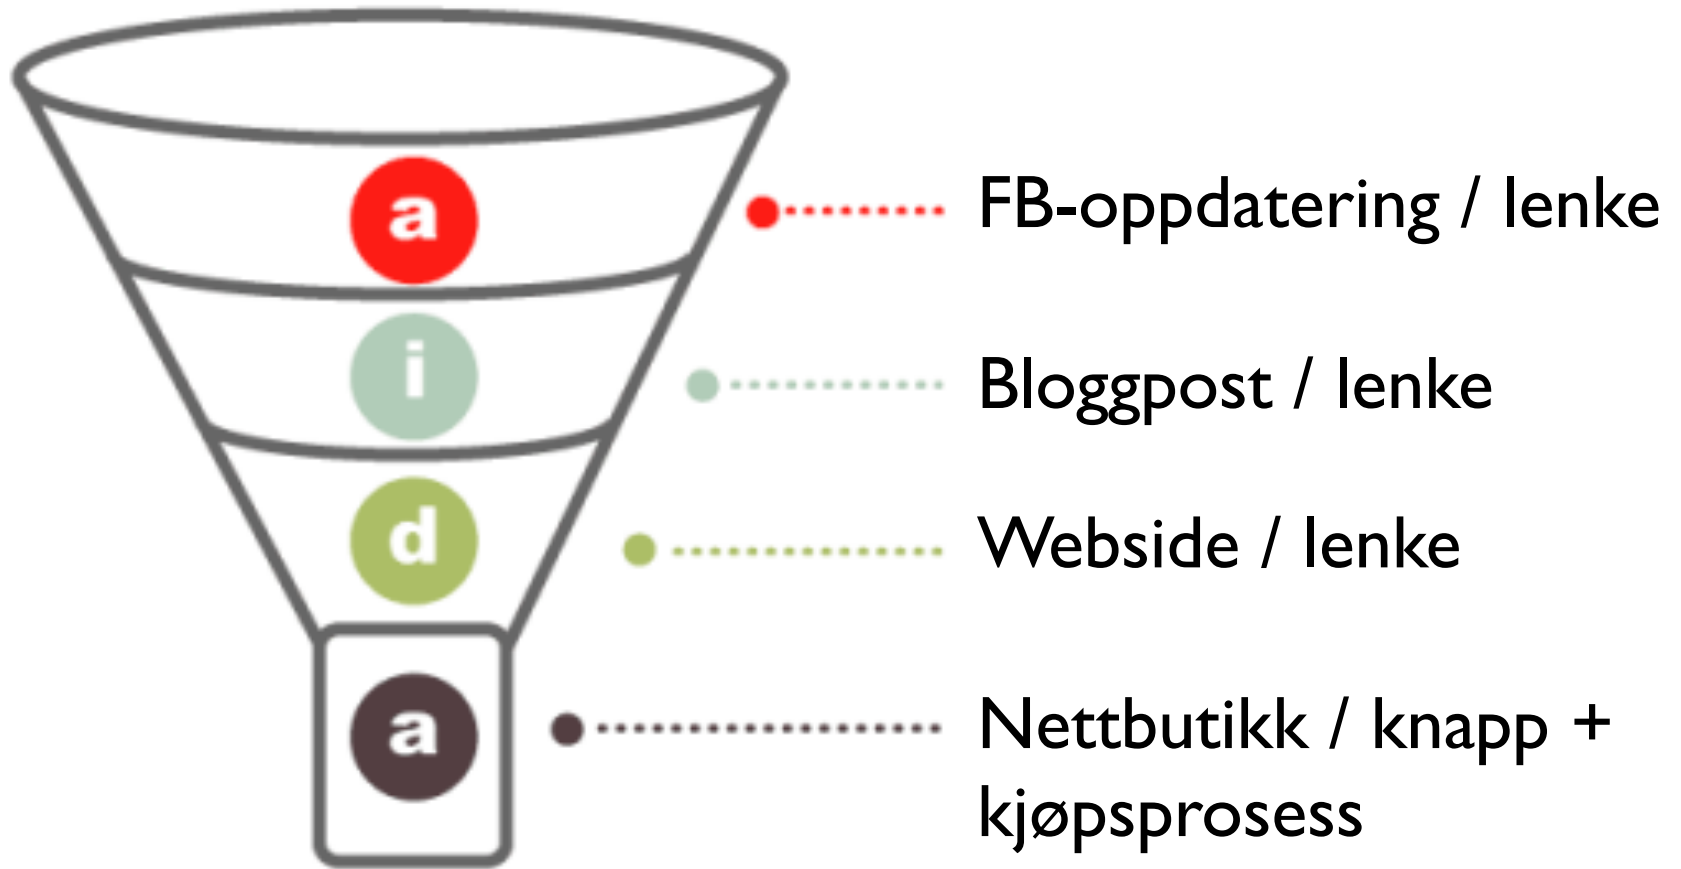 a
FB-oppdatering / lenke
i
Bloggpost / lenke
d
Webside / lenke
a
Nettbutikk / knapp +
kjøpsprosess